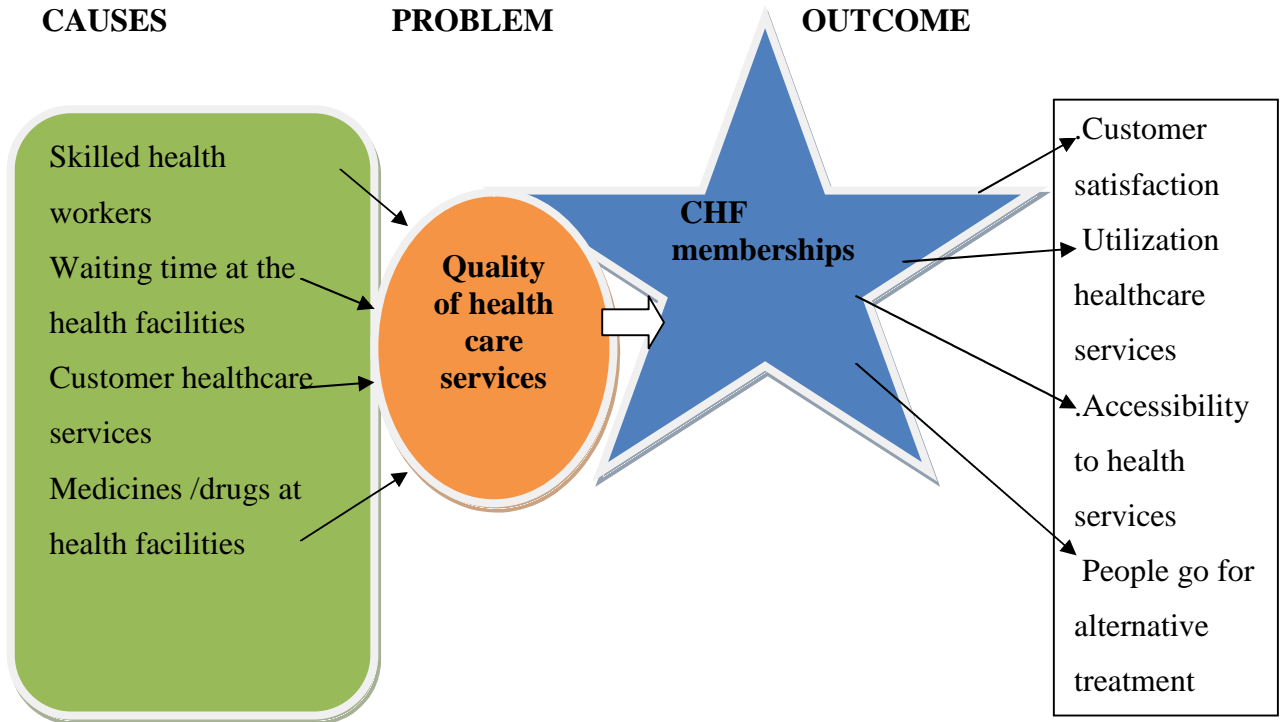 CAUSES PROBLEM OUTCOME
Skilled health
workers
Waiting time at the
health facilities
Customer healthcare
services
Medicines /drugs at
health facilities
Quality
of health
care
services
CHF
memberships
.Customer
satisfaction
Utilization
healthcare
services
.Accessibility
to health
services
People go for
alternative
treatment